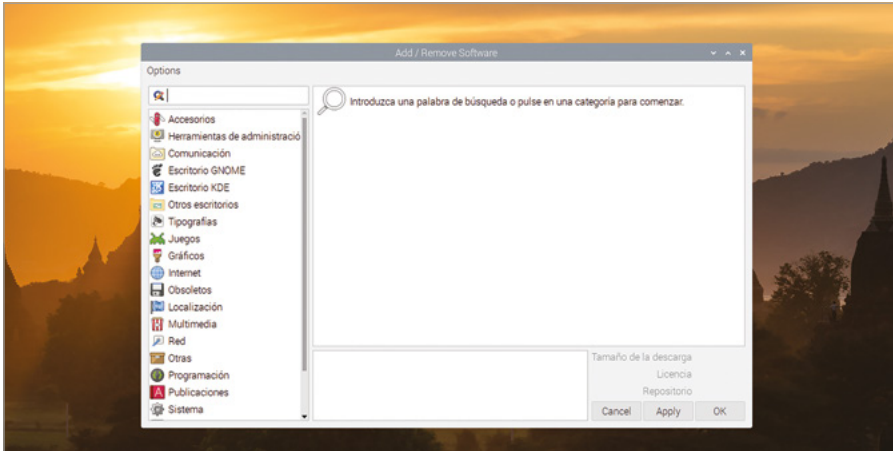 Add / Remove Software
Options
Introduzca una palabra de búsqueda o pulse en una categoría para comenzar.
Accesorios
Herramientas de administració
Comunicación
Escritorio GNOME
Escritorio KDE
Otros escritorios
Tipografías
Juegos
Gráficos
Internet
Obsoletos
Localización
Multimedia
Red
Otras
Programación
Publicaciones
Sistema
Tamaño de la descarga
Licencia
Repositorio
Cancel Apply OK